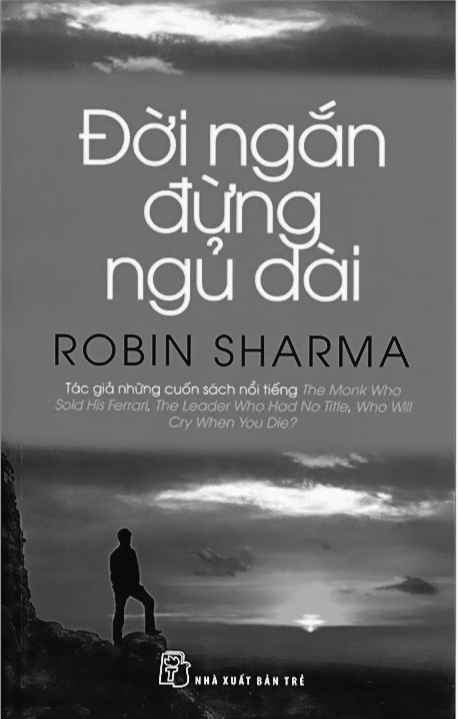 Đời ngắn
đừng
ngủ dài
ROBIN SHARMA
Tác giả những cuốn sách nổi tiếng The Monk Who
Sold His Ferrari, The Leader Who Had No Title, Who Will
Cry When You Die?
NHÀ XUẤT BẢN TRẺ